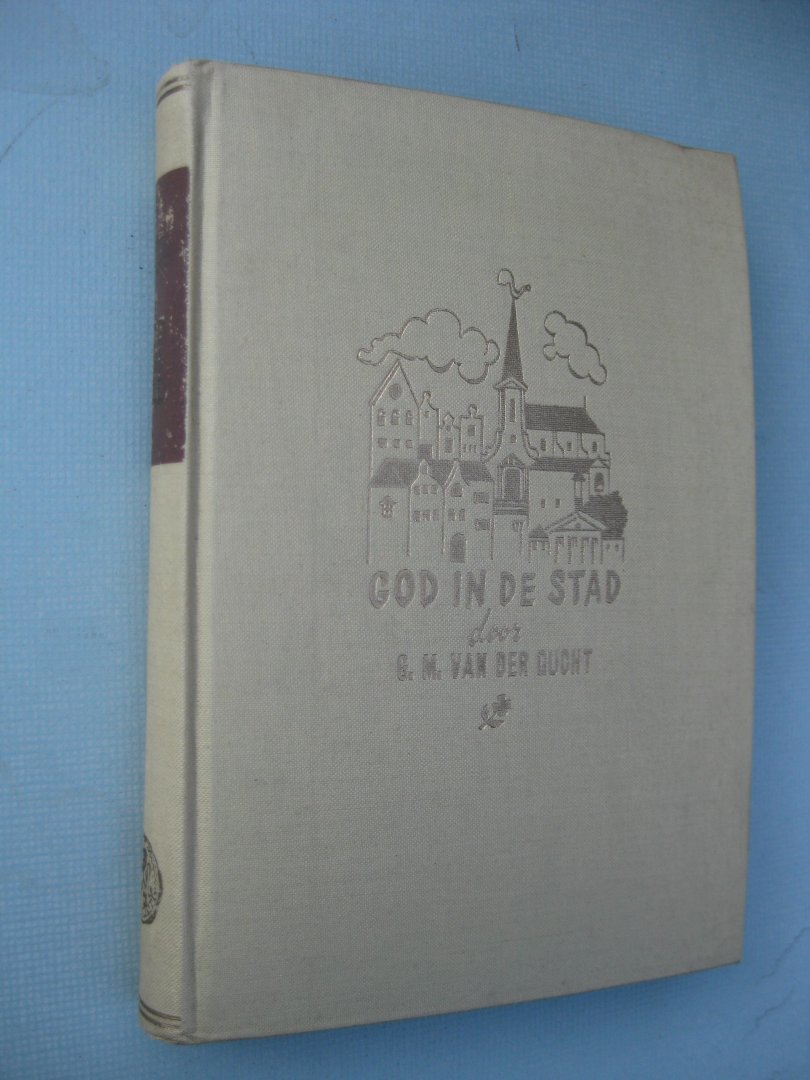 GOD IN DE STAD
door
G. M. VAN DER GUCHT